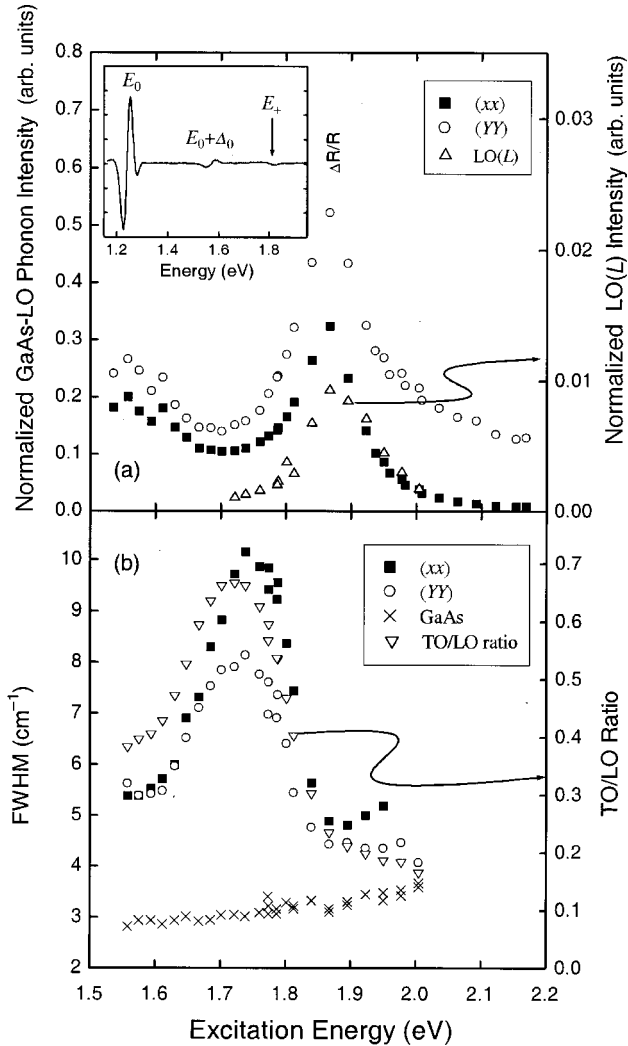 (a)
Normalized GaAs-LO Phonon Intensity (arb. units)
0.8
0.7
0.6
0.5
0.4
0.3
0.2
0.1
0.0
E₀
E₀+Δ₀
E₊
ΔR/R
1.2 1.4 1.6 1.8
Energy (eV)
(xx)
(YY)
LO(L)
0.03
0.02
0.01
0.00
Normalized LO(L) Intensity (arb. units)
(b)
FWHM (cm⁻¹)
10
9
8
7
6
5
4
3
2
(xx)
(YY)
GaAs
TO/LO ratio
0.7
0.6
0.5
0.4
0.3
0.2
0.1
0.0
TO/LO Ratio
1.5 1.6 1.7 1.8 1.9 2.0 2.1 2.2
Excitation Energy (eV)